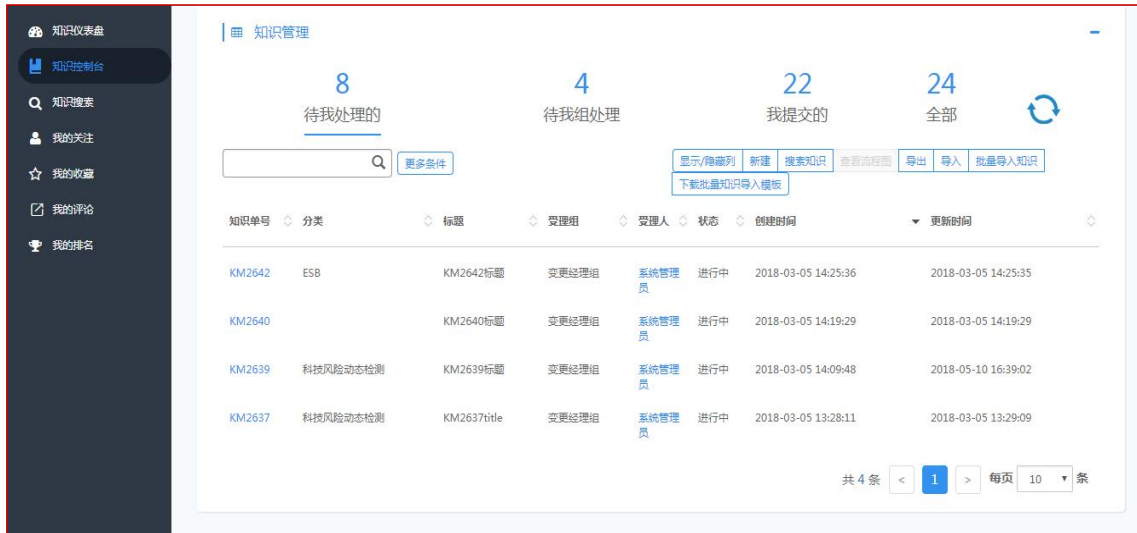 知识仪表盘
知识控制台
知识搜索
我的关注
我的收藏
我的评论
我的排名
知识管理
8 4 22 24
待我处理的 待我组处理 我提交的 全部
更多条件 显示/隐藏列 新建 搜索知识 查看流程图 导出 导入 批量导入知识
下载批量知识导入模板
知识单号 分类 标题 受理组 受理人 状态 创建时间 更新时间
KM2642 ESB KM2642标题 变更经理组 系统管理 进行中 2018-03-05 14:25:36 2018-03-05 14:25:35
员
KM2640 KM2640标题 变更经理组 系统管理 进行中 2018-03-05 14:19:29 2018-03-05 14:19:29
员
KM2639 科技风险动态检测 KM2639标题 变更经理组 系统管理 进行中 2018-03-05 14:09:48 2018-05-10 16:39:02
员
KM2637 科技风险动态检测 KM2637title 变更经理组 系统管理 进行中 2018-03-05 13:28:11 2018-03-05 13:29:09
员
共 4 条 < 1 > 每页 10 条